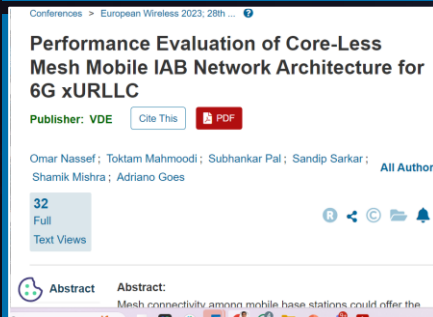 Conferences > European Wireless 2023; 28th ...
Performance Evaluation of Core-Less
Mesh Mobile IAB Network Architecture for
6G xURLLC
Publisher: VDE
Cite This
PDF
Omar Nassef ; Toktam Mahmoodi ; Subhankar Pal ; Sandip Sarkar ;
Shamik Mishra ; Adriano Goes
All Author
32
Full
Text Views
Abstract
Abstract:
Mesh connectivity among mobile base stations could offer the